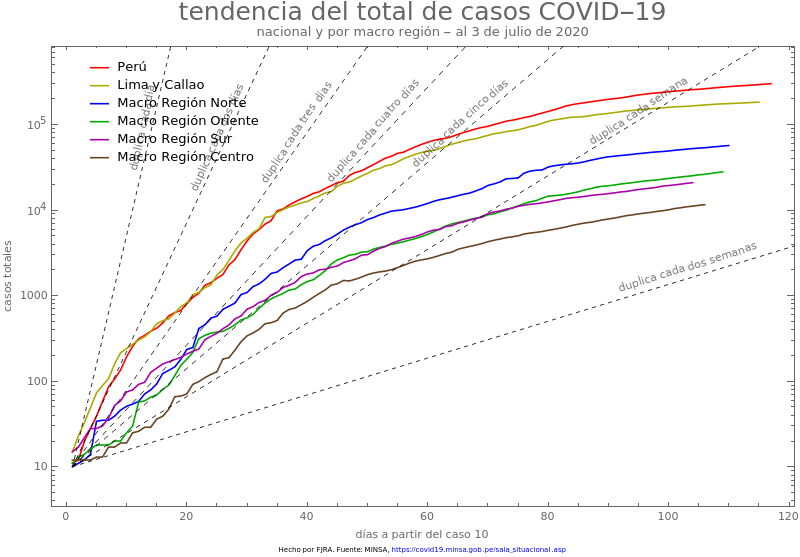 tendencia del total de casos COVID–19
nacional y por macro región – al 3 de julio de 2020
Perú
Lima y Callao
Macro Región Norte
Macro Región Oriente
Macro Región Sur
Macro Región Centro
duplica cada día
duplica cada dos días
duplica cada tres días
duplica cada cuatro días
duplica cada cinco días
duplica cada semana
duplica cada dos semanas
casos totales
10⁵
10⁴
1000
100
10
0 20 40 60 80 100 120
días a partir del caso 10
Hecho por FJRA. Fuente: MINSA, https://covid19.minsa.gob.pe/sala_situacional.asp